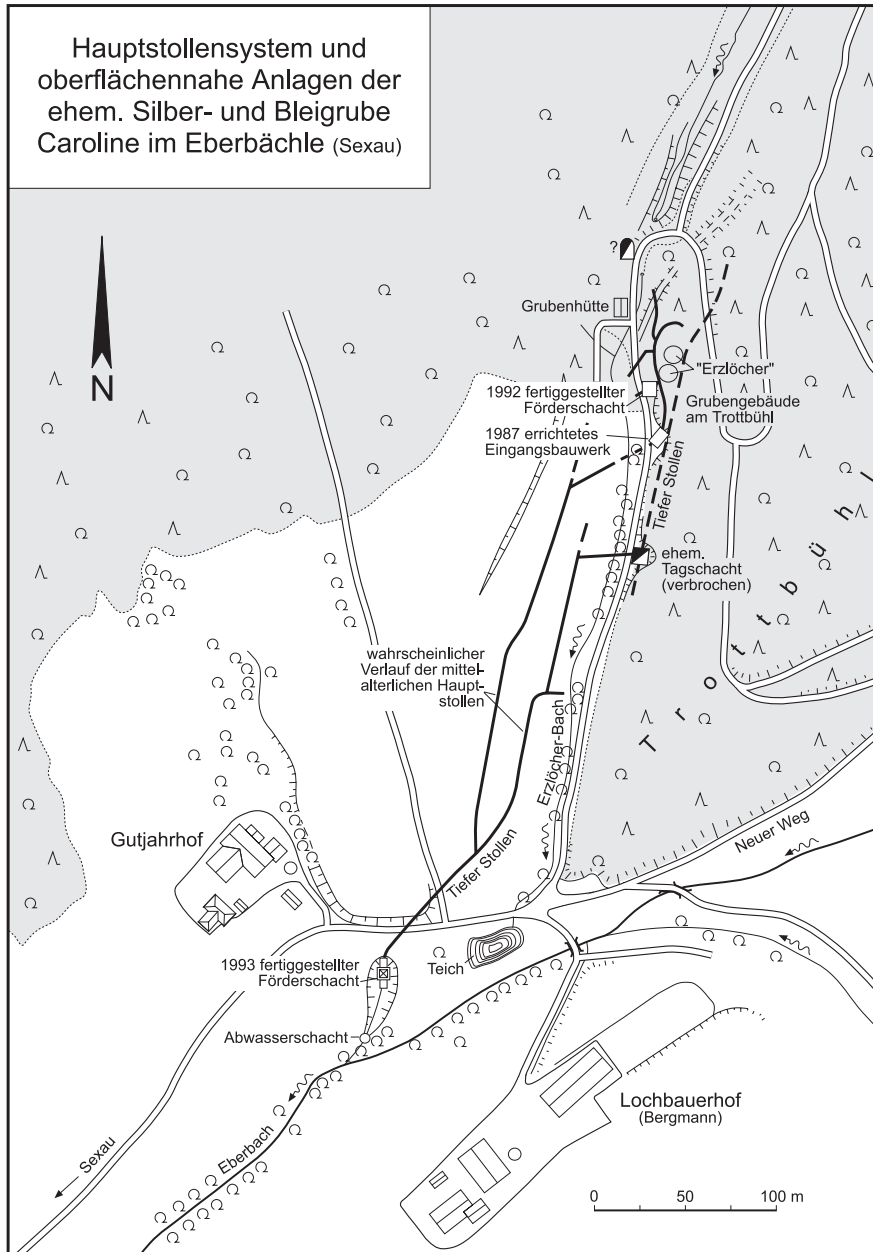 Hauptstollensystem und
oberflächennahe Anlagen der
ehem. Silber- und Bleigrube
Caroline im Eberbächle (Sexau)
N
?
Grubenhütte
"Erzlöcher"
1992 fertiggestellter
Förderschacht
Grubengebäude
am Trottbühl
1987 errichtetes
Eingangsbauwerk
Tiefer Stollen
ehem.
Tagschacht
(verbrochen)
Trottbühl
wahrscheinlicher
Verlauf der mittel-
alterlichen Haupt-
stollen
Erzlöcher-Bach
Gutjahrhof
Tiefer Stollen
Neuer Weg
1993 fertiggestellter
Förderschacht
Teich
Abwasserschacht
Lochbauerhof
(Bergmann)
Sexau
Eberbach
0 50 100 m